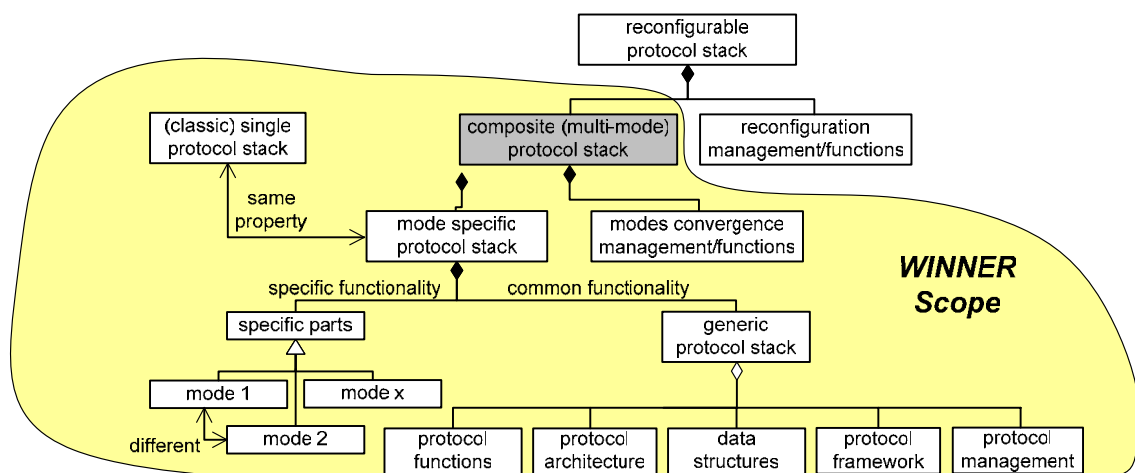 reconfigurable
protocol stack
(classic) single
protocol stack
composite (multi-mode)
protocol stack
reconfiguration
management/functions
same
property
mode specific
protocol stack
modes convergence
management/functions
WINNER
Scope
specific functionality
common functionality
specific parts
generic
protocol stack
mode 1
mode x
different
mode 2
protocol
functions
protocol
architecture
data
structures
protocol
framework
protocol
management